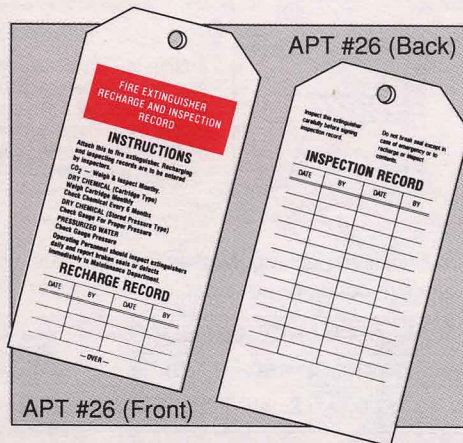 APT #26 (Back)
FIRE EXTINGUISHER
RECHARGE AND INSPECTION
RECORD
INSTRUCTIONS
Attach this to fire extinguisher. Recharging
and inspecting records are to be entered
by inspectors.
CO₂ — Weigh & Inspect Monthly.
DRY CHEMICAL (Cartridge Type)
Weigh Cartridge Monthly
Check Chemical Every 6 Months
DRY CHEMICAL (Stored Pressure Type)
Check Gauge For Proper Pressure
PRESSURIZED WATER
Check Gauge Pressure
Operating Personnel should inspect extinguishers
daily and report broken seals or defects
immediately to Maintenance Department.
RECHARGE RECORD
DATE BY DATE BY
—OVER—
APT #26 (Front)
Inspect this extinguisher
carefully before signing
inspection record.
Do not break seal except in
case of emergency or to
recharge or inspect
contents.
INSPECTION RECORD
DATE BY DATE BY